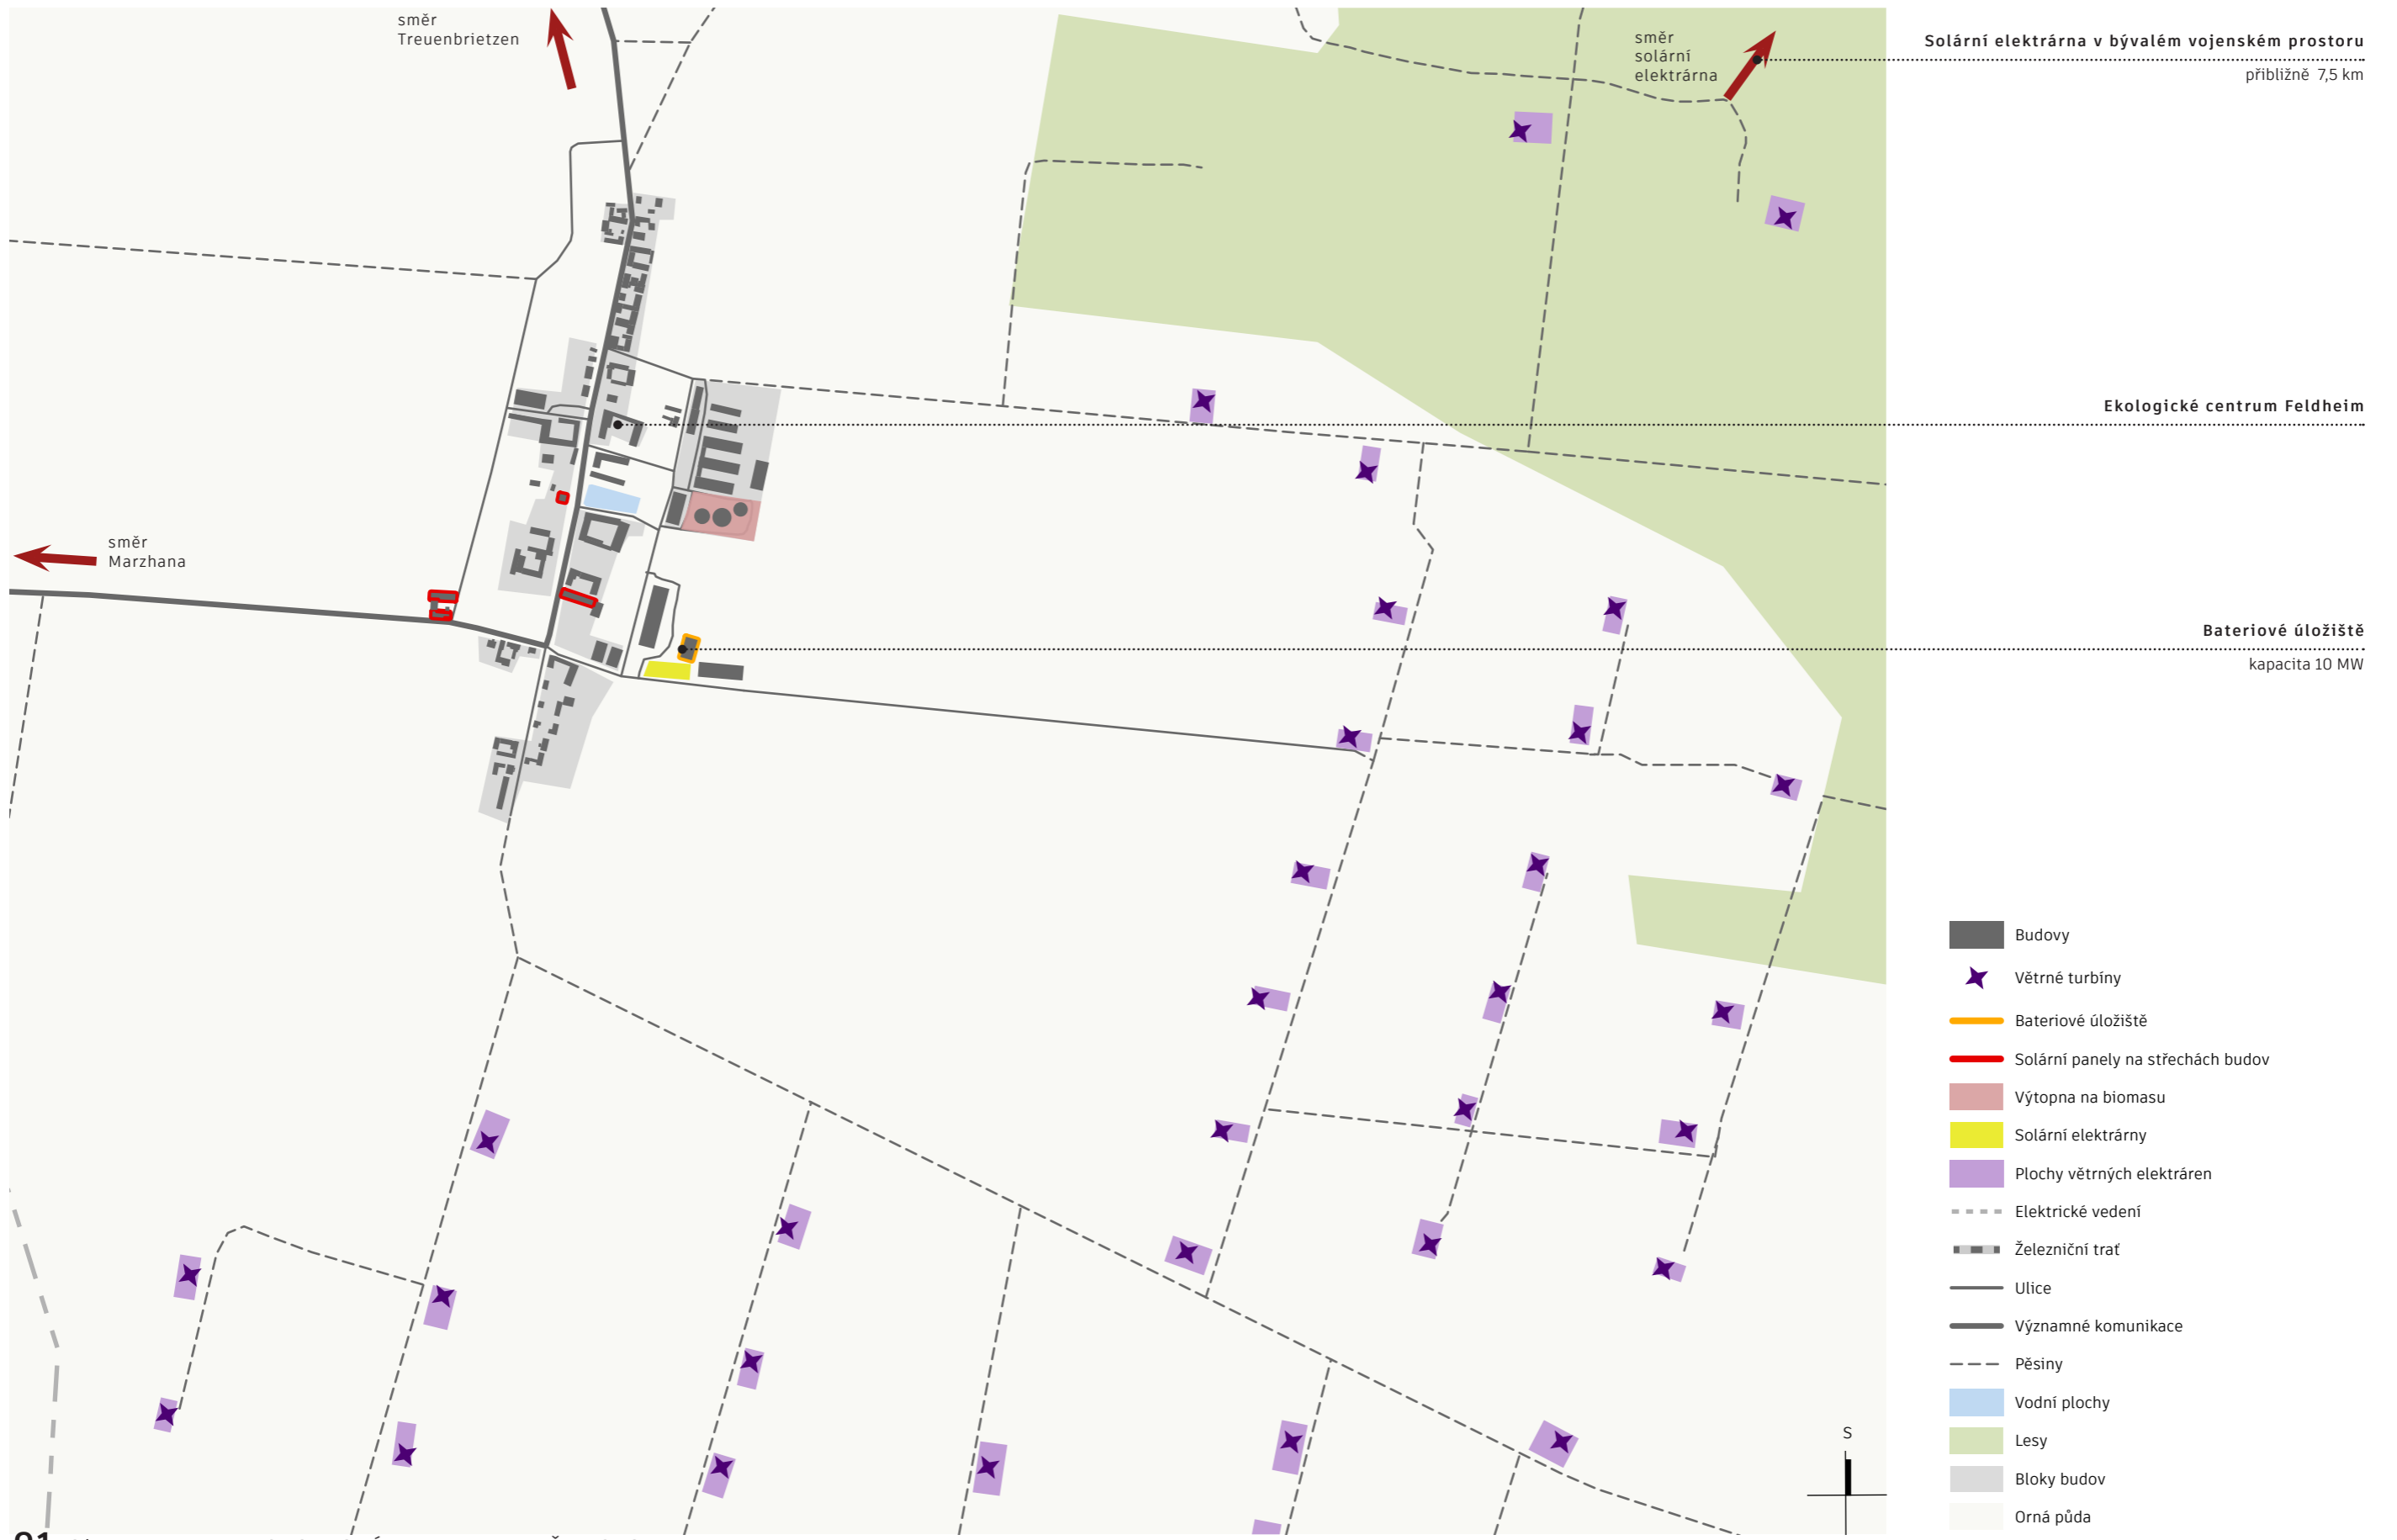 směr
Treuenbrietzen
směr
solární
elektrárna
Solární elektrárna v bývalém vojenském prostoru
přibližně 7,5 km
Ekologické centrum Feldheim
směr
Marzhana
Bateriové úložiště
kapacita 10 MW
Budovy
Větrné turbíny
Bateriové úložiště
Solární panely na střechách budov
Výtopna na biomasu
Solární elektrárny
Plochy větrných elektráren
Elektrické vedení
Železniční trať
Ulice
Významné komunikace
Pěsiny
Vodní plochy
Lesy
Bloky budov
Orná půda
S